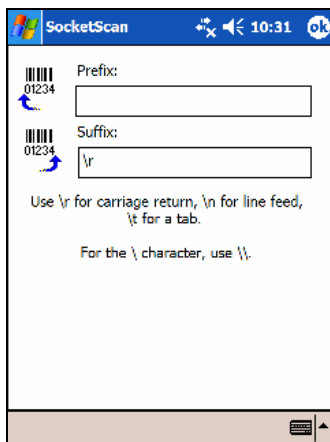 SocketScan 10:31 ok
Prefix:
01234
Suffix:
01234
\r
Use \r for carriage return, \n for line feed,
\t for a tab.
For the \ character, use \\.